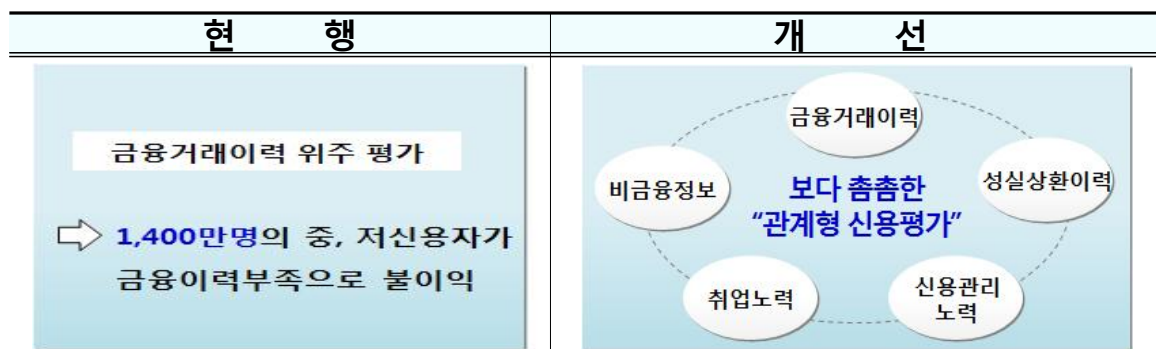 현 행
개 선
금융거래이력 위주 평가
⇨ 1,400만명의 중, 저신용자가
금융이력부족으로 불이익
금융거래이력
비금융정보
보다 촘촘한
“관계형 신용평가”
성실상환이력
취업노력
신용관리
노력